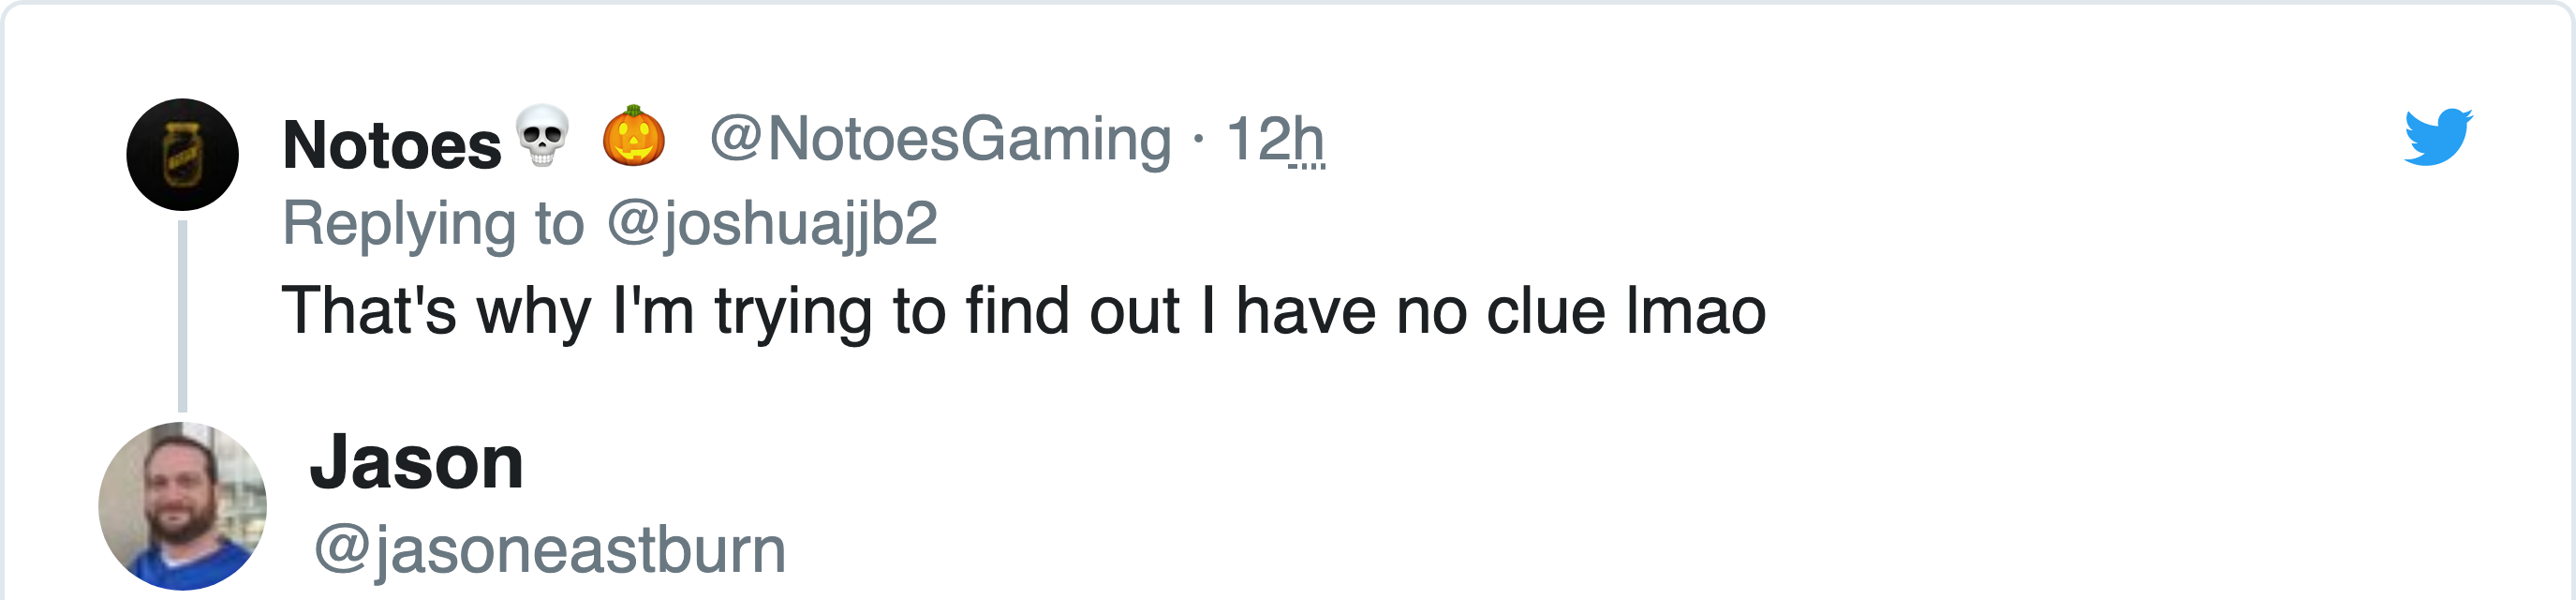 Notoes💀 🎃 @NotoesGaming · 12h
Replying to @joshuajjb2
That's why I'm trying to find out I have no clue lmao
Jason
@jasoneastburn